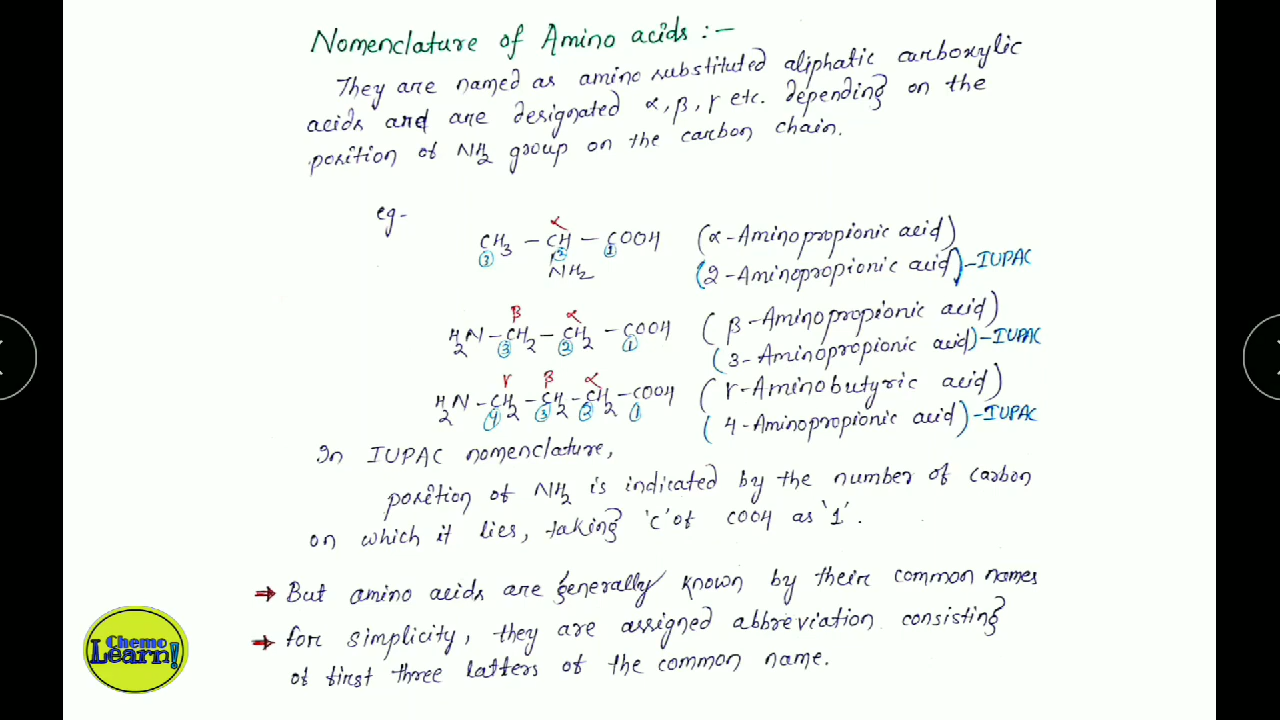 Nomenclature of Amino acids :-
They are named as amino substituted aliphatic carboxylic
acids and are designated α, β, γ etc. depending on the
position of NH2 group on the carbon chain.
eg-
α
CH3 - CH - COOH (α-Aminopropionic acid)
3 2 1
NH2 (2-Aminopropionic acid)-IUPAC
β α
H2N - CH2 - CH2 - COOH (β-Aminopropionic acid)
3 2 1 (3-Aminopropionic acid)-IUPAC
γ β α
H2N - CH2 - CH2 - CH2 - COOH (γ-Aminobutyric acid)
4 3 2 1 (4-Aminopropionic acid)-IUPAC
In IUPAC nomenclature,
position of NH2 is indicated by the number of carbon
on which it lies, taking 'C' of COOH as '1'.
→ But amino acids are generally known by their common names
→ for simplicity, they are assigned abbreviation consisting
of first three latters of the common name.
Chemo
Learn!